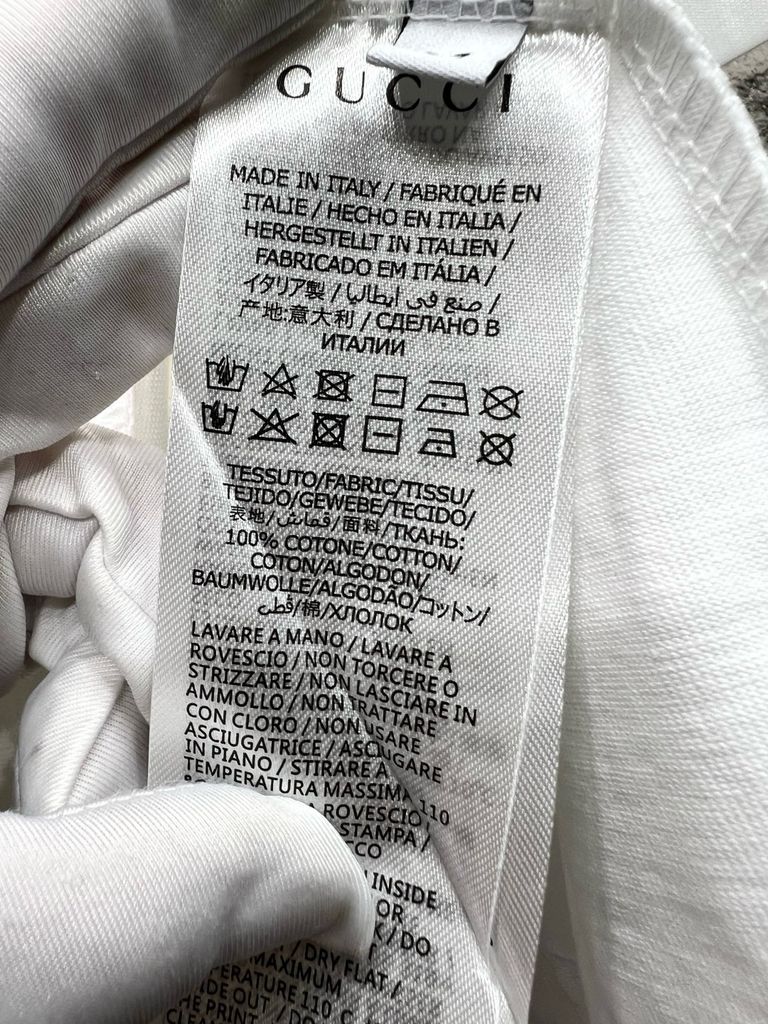 GUCCI
MADE IN ITALY / FABRIQUÉ EN
ITALIE / HECHO EN ITALIA /
HERGESTELLT IN ITALIEN /
FABRICADO EM ITÁLIA /
イタリア製 / صنع في ايطاليا /
产地:意大利 / СДЕЛАНО В
ИТАЛИИ
TESSUTO/FABRIC/TISSU/
TEJIDO/GEWEBE/TECIDO/
表地/قماش/面料/ТКАНЬ:
100% COTONE/COTTON/
COTON/ALGODON/
BAUMWOLLE/ALGODÃO/コットン/
قطن/棉/ХЛОПОК
LAVARE A MANO / LAVARE A
ROVESCIO / NON TORCERE O
STRIZZARE / NON LASCIARE IN
AMMOLLO / NON TRATTARE
CON CLORO / NON USARE
ASCIUGATRICE / ASCIUGARE
IN PIANO / STIRARE A
TEMPERATURA MASSIMA 110
A ROVESCIO /
STAMPA /
INSIDE
OR
/ DO
/ DRY FLAT /
MAXIMUM
110 C
OUT / DO
THE PRINT